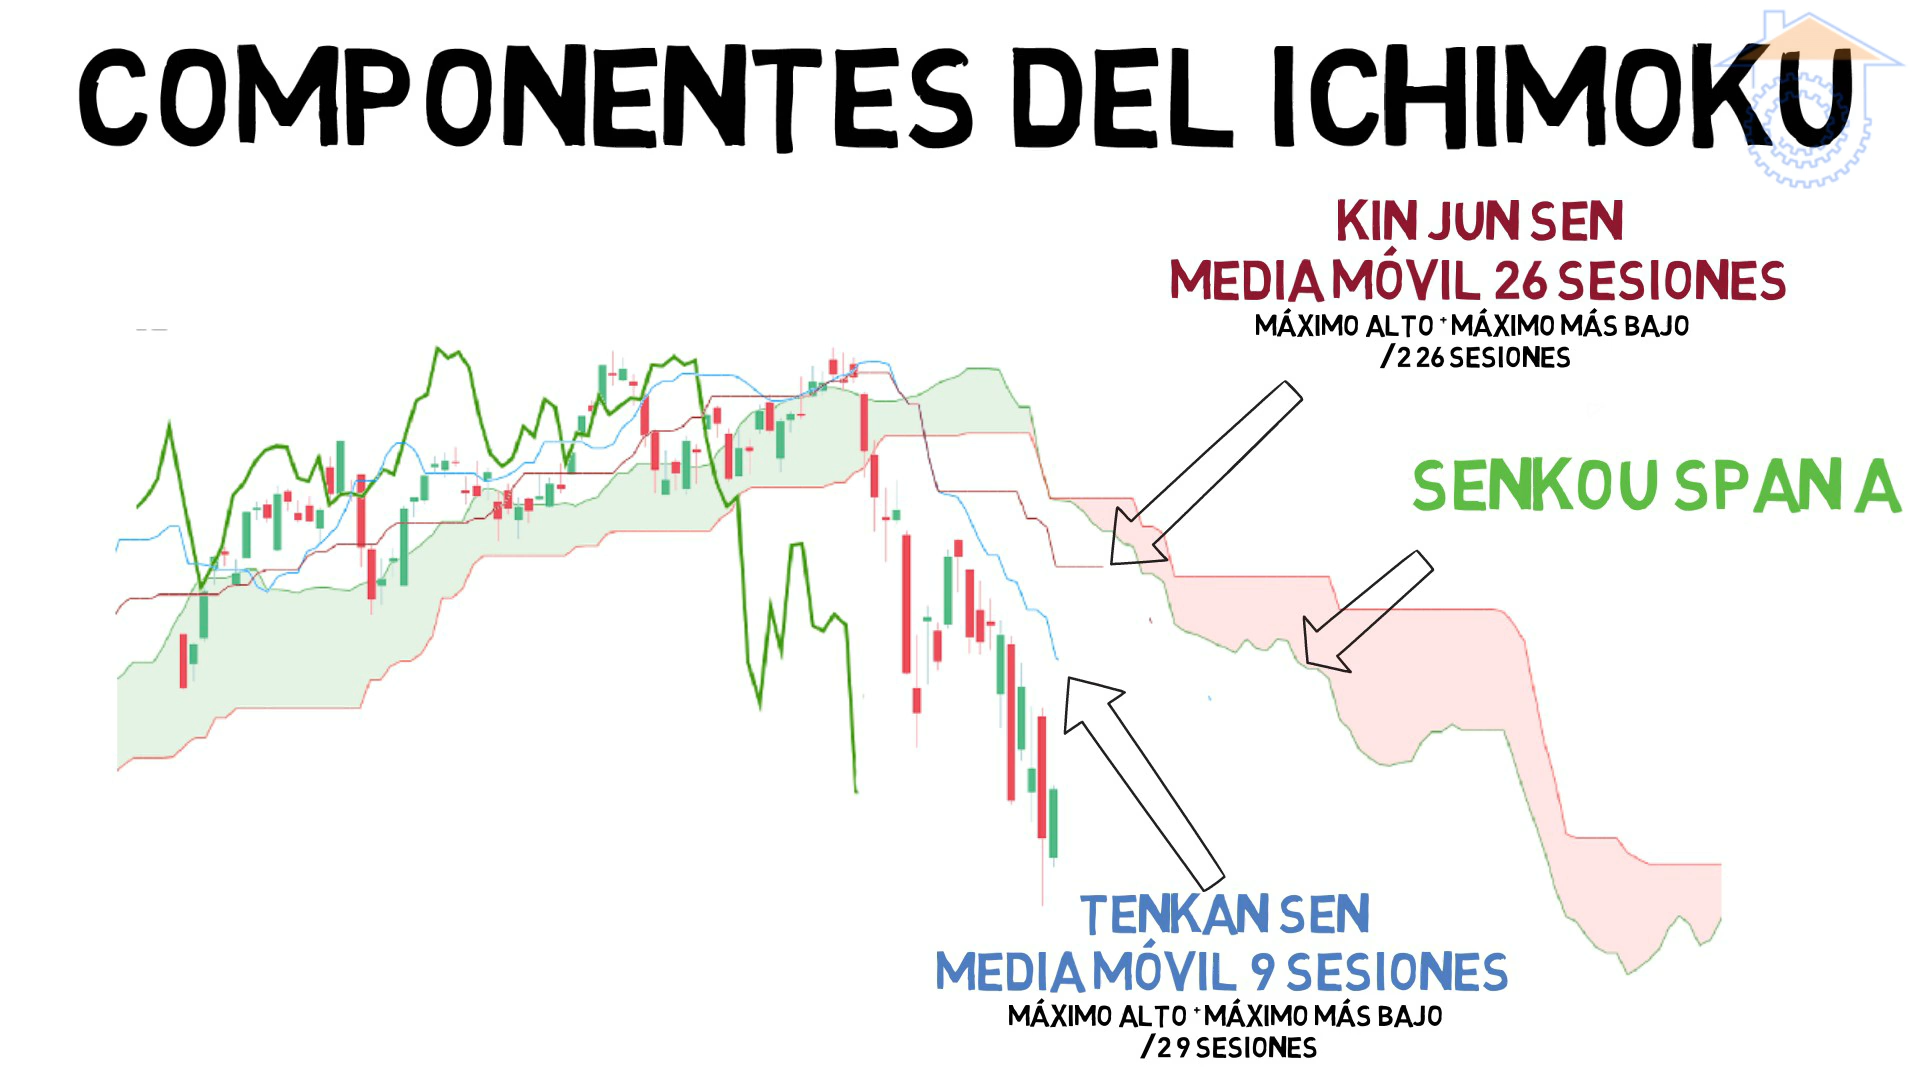 COMPONENTES DEL ICHIMOKU
KIN JUN SEN
MEDIA MÓVIL 26 SESIONES
MÁXIMO ALTO + MÁXIMO MÁS BAJO
/2 26 SESIONES
SENKOU SPAN A
TENKAN SEN
MEDIA MÓVIL 9 SESIONES
MÁXIMO ALTO + MÁXIMO MÁS BAJO
/2 9 SESIONES